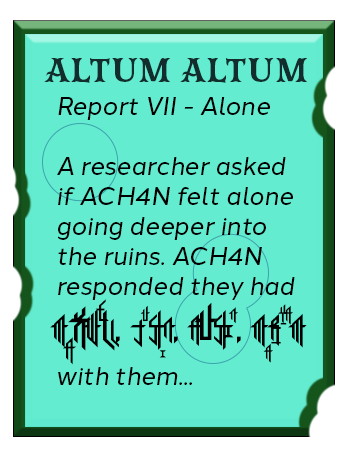 ALTUM ALTUM
Report VII - Alone
A researcher asked
if ACH4N felt alone
going deeper into
the ruins. ACH4N
responded they had
with them...